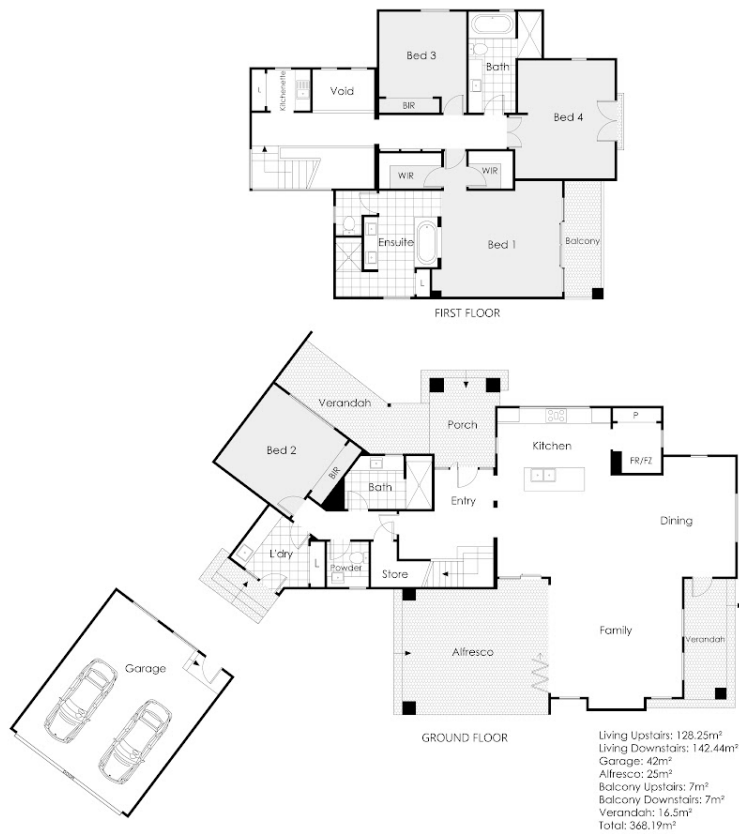 Bed 3
Bath
Kitchenette
L
Void
BIR
Bed 4
WIR
WIR
Ensuite
Bed 1
Balcony
L
FIRST FLOOR
Verandah
Porch
P
Kitchen
Bed 2
FR/FZ
BIR
Bath
Entry
Dining
L'dry
L
Powder
Store
Family
Verandah
Alfresco
Garage
GROUND FLOOR
Living Upstairs: 128.25m²
Living Downstairs: 142.44m²
Garage: 42m²
Alfresco: 25m²
Balcony Upstairs: 7m²
Balcony Downstairs: 7m²
Verandah: 16.5m²
Total: 368.19m²